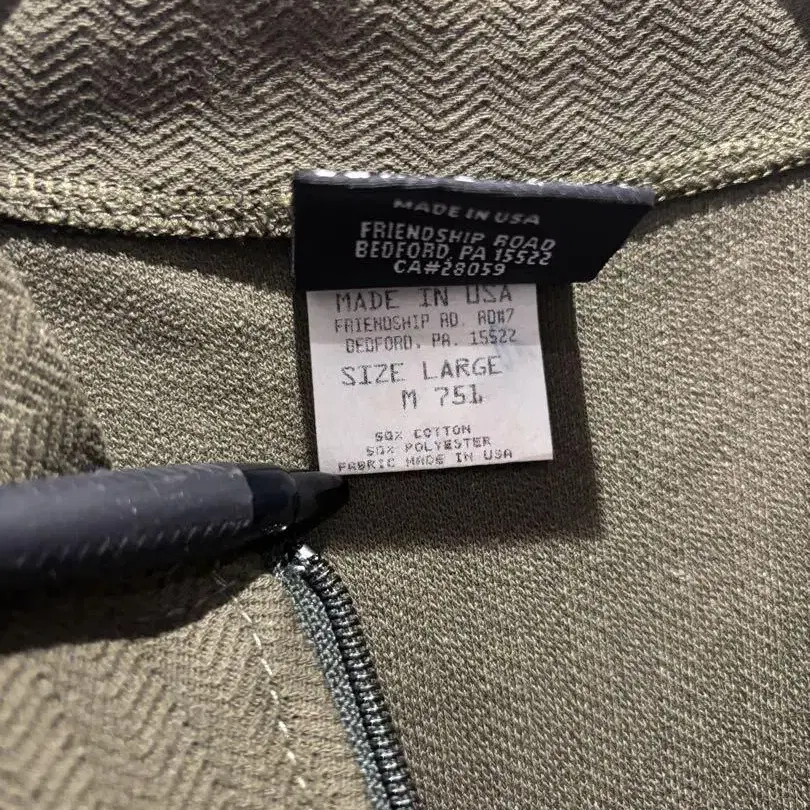 MADE IN USA
FRIENDSHIP ROAD
BEDFORD, PA 15522
CA#28059
MADE IN USA
FRIENDSHIP RD. RD#7
BEDFORD, PA. 15522
SIZE LARGE
M 751
50% COTTON
50% POLYESTER
FABRIC MADE IN USA